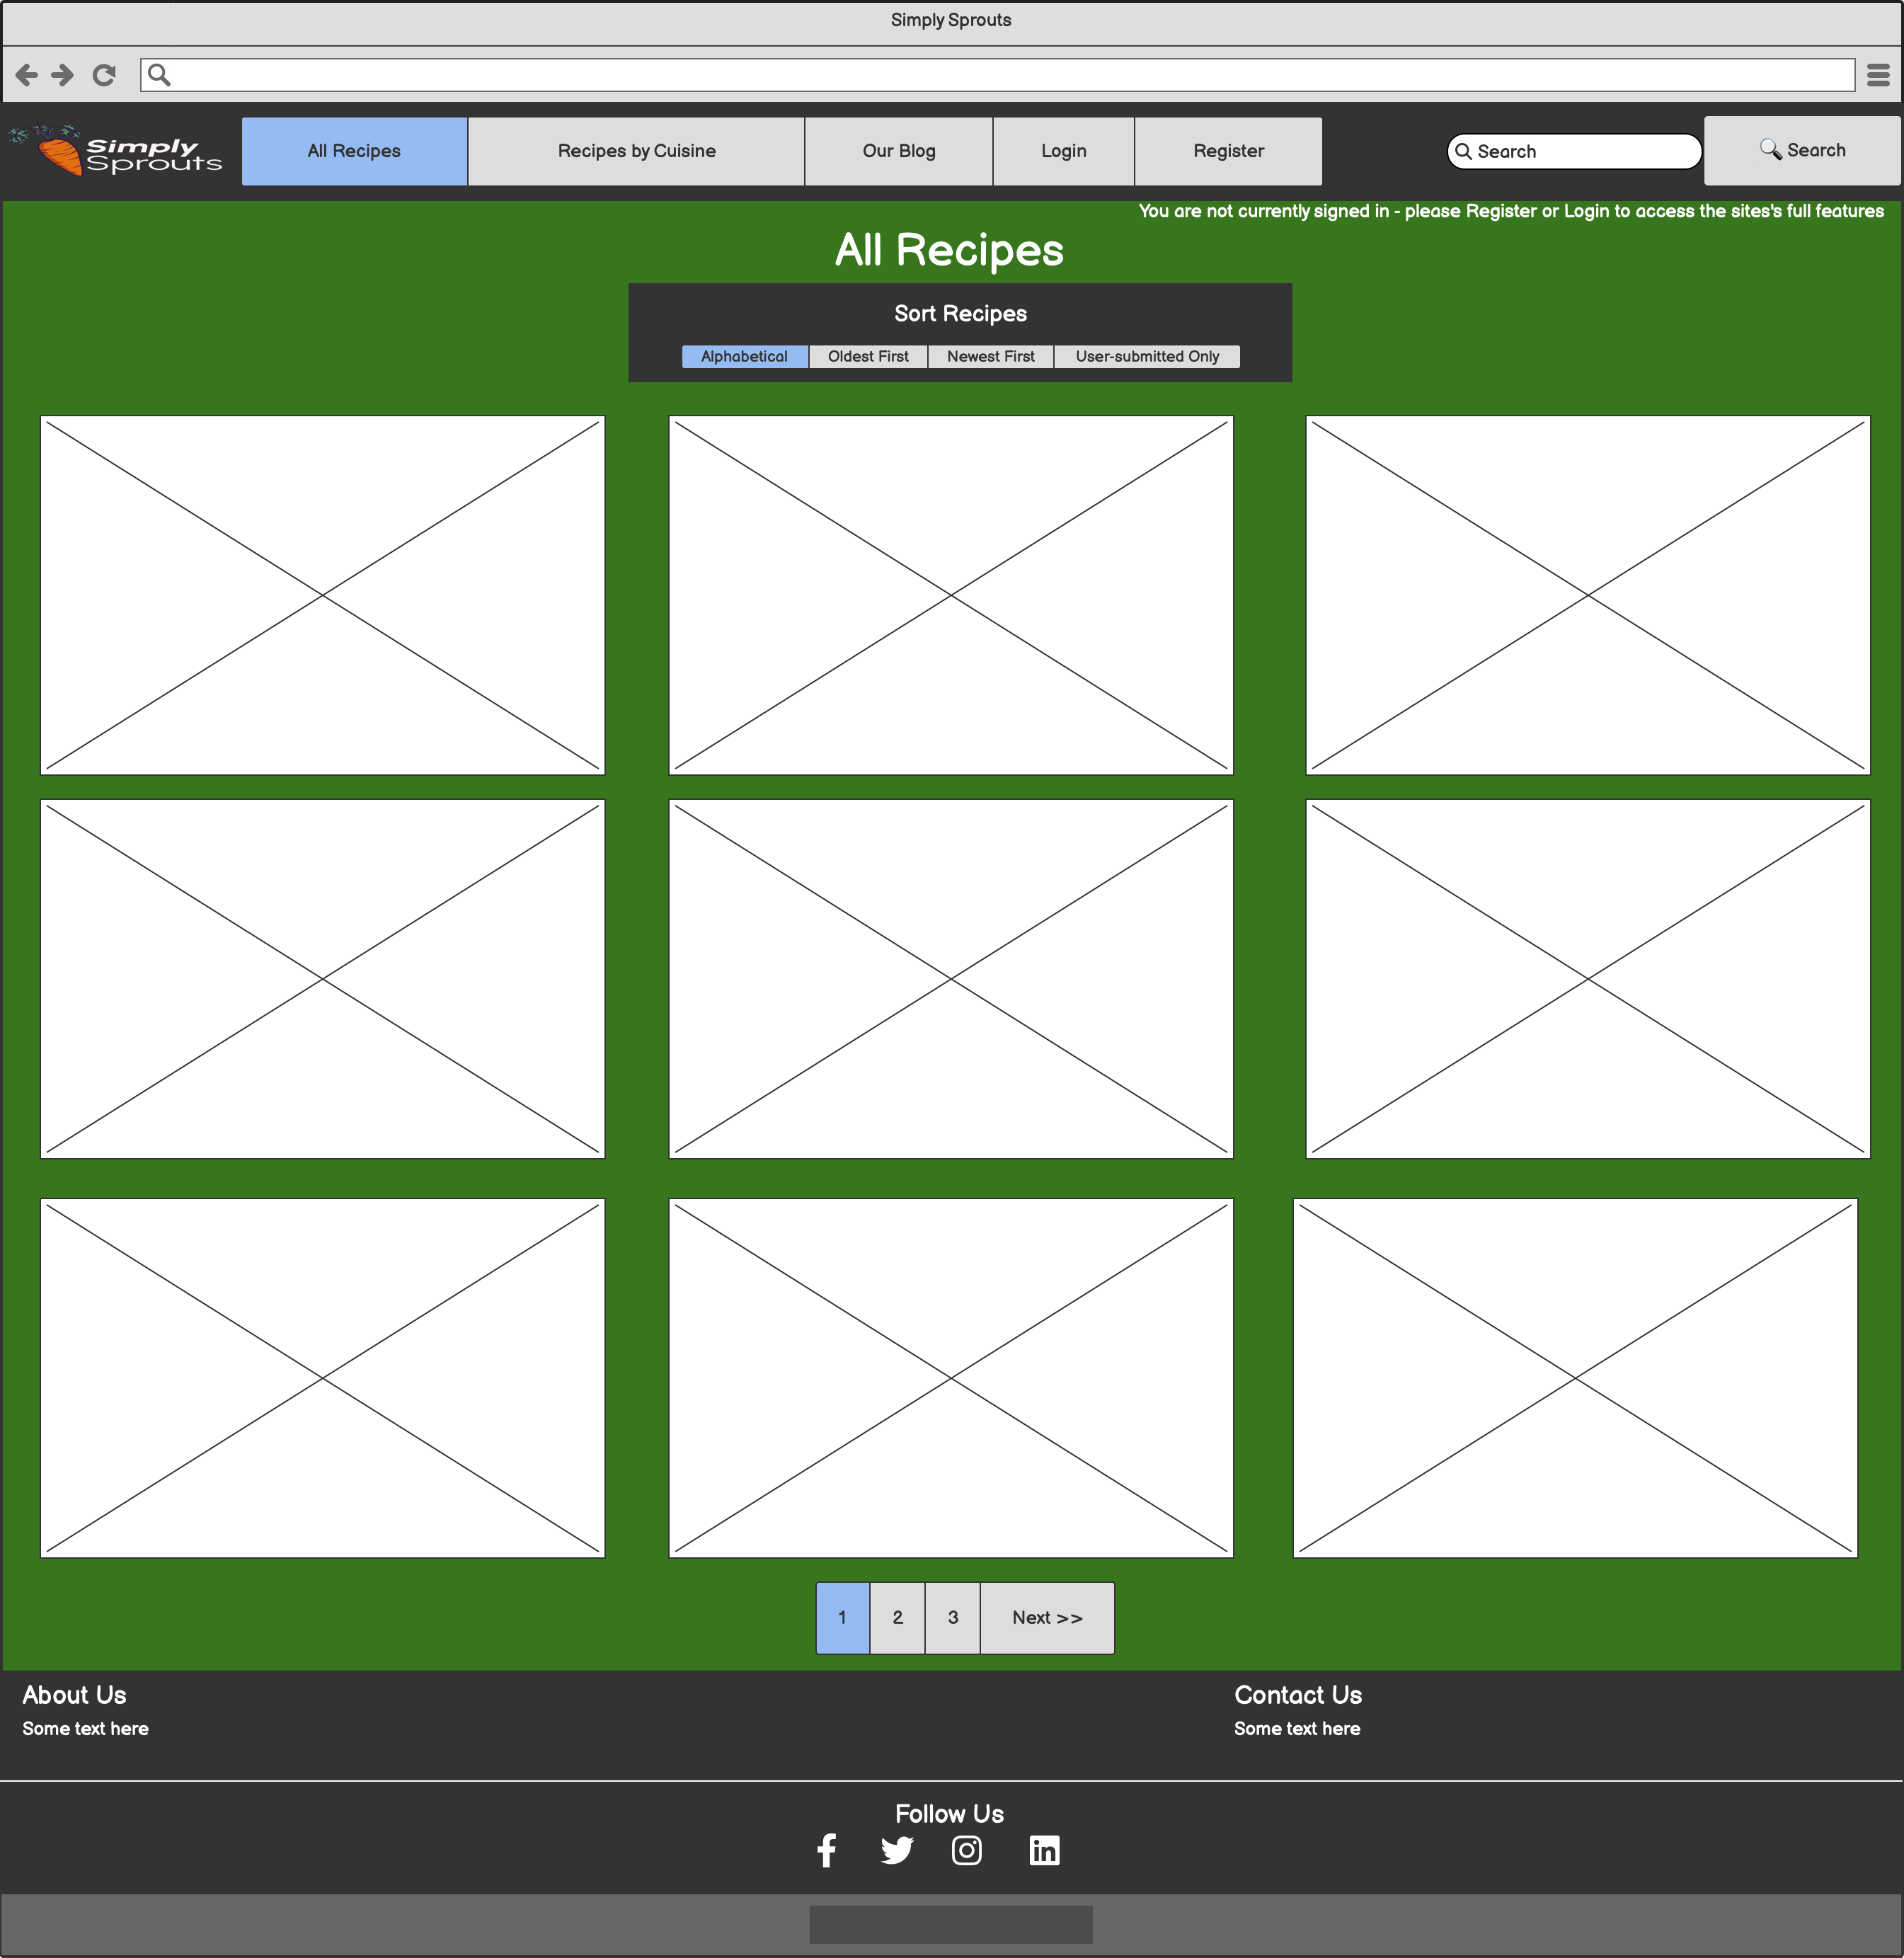 Simply Sprouts
Simply
Sprouts
All Recipes
Recipes by Cuisine
Our Blog
Login
Register
Search
Search
You are not currently signed in - please Register or Login to access the sites's full features
All Recipes
Sort Recipes
Alphabetical
Oldest First
Newest First
User-submitted Only
1
2
3
Next >>
About Us
Some text here
Contact Us
Some text here
Follow Us